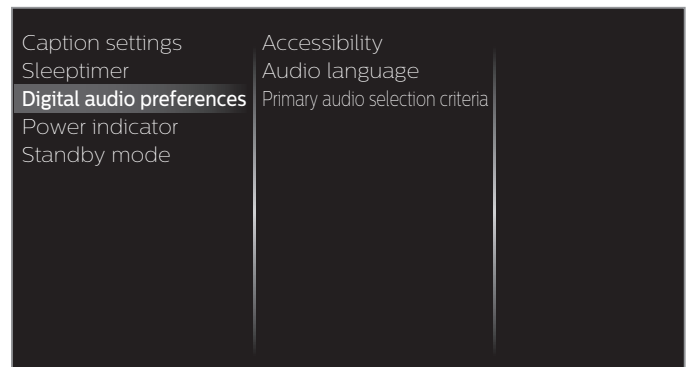 Caption settings
Sleeptimer
Digital audio preferences
Power indicator
Standby mode
Accessibility
Audio language
Primary audio selection criteria